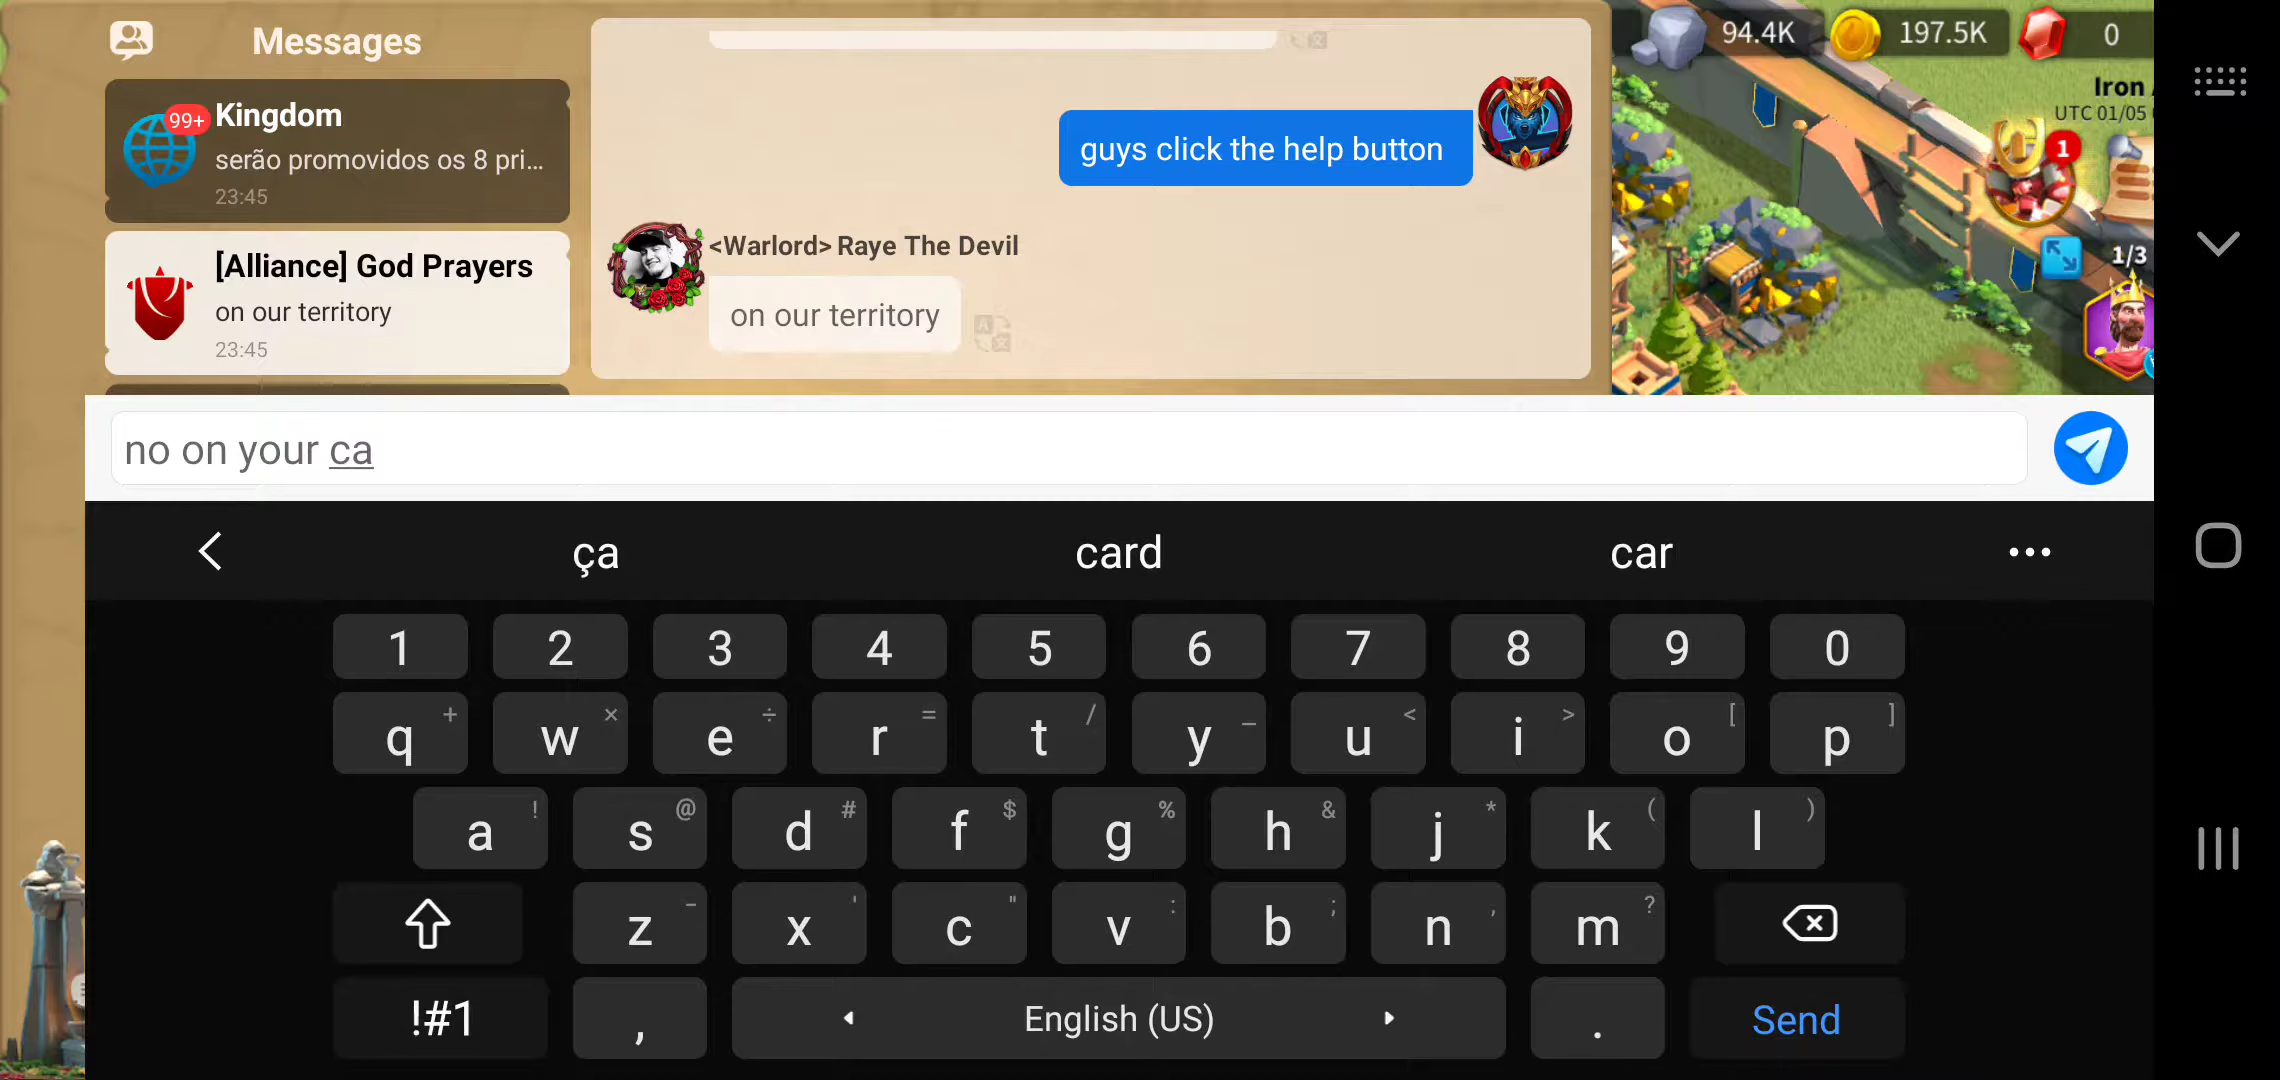 Messages
99+
Kingdom
serão promovidos os 8 pri...
23:45
[Alliance] God Prayers
on our territory
23:45
guys click the help button
<Warlord> Raye The Devil
on our territory
94.4K
197.5K
0
Iron
UTC 01/05
1
1/3
no on your ca
ça
card
car
1 2 3 4 5 6 7 8 9 0
+ × ÷ = / _ < > [ ]
q w e r t y u i o p
! @ # $ % & * ( )
a s d f g h j k l
- ' " : ; , ?
z x c v b n m
!#1
,
English (US)
.
Send